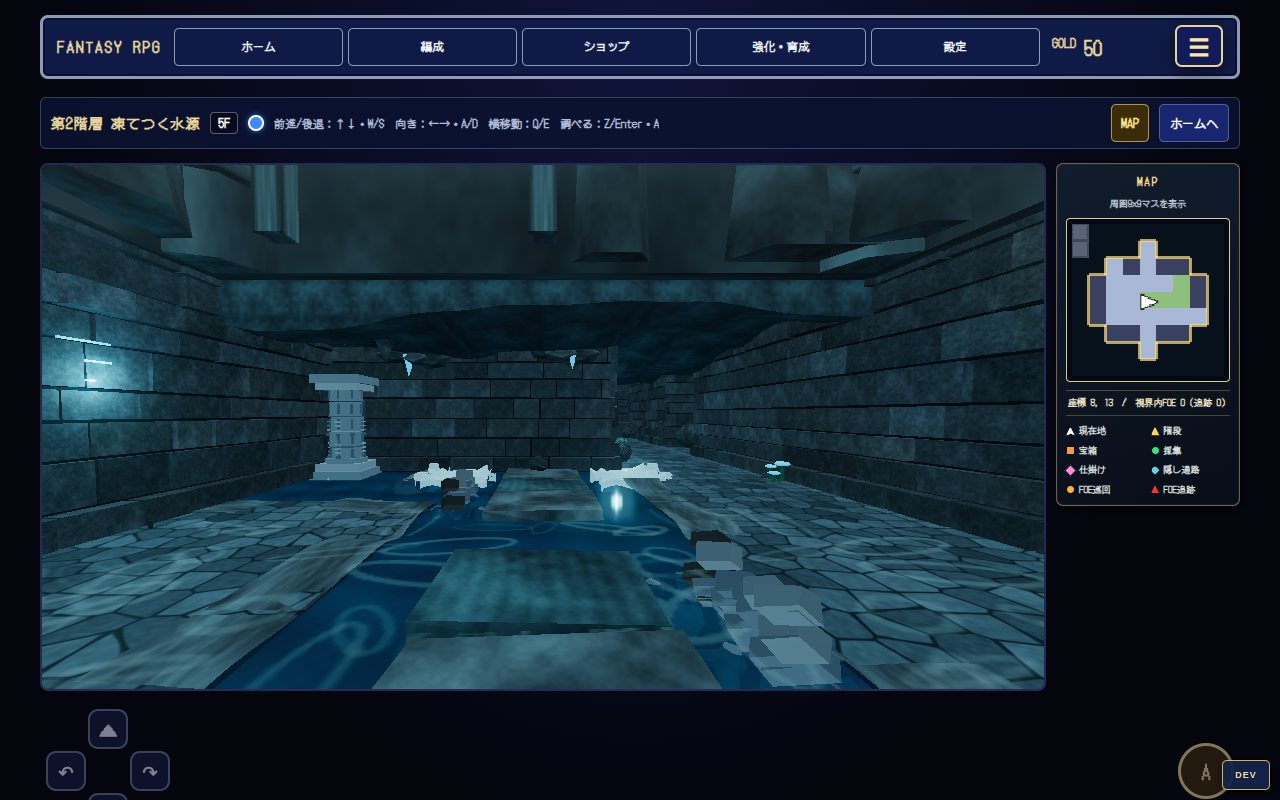 FANTASY RPG
ホーム
編成
ショップ
強化・育成
設定
GOLD 50
第2階層 凍てつく水源
5F
前進/後退：↑↓・W/S 向き：←→・A/D 横移動：Q/E 調べる：Z/Enter・A
MAP
ホームへ
MAP
周囲9x9マスを表示
座標 8, 13 / 視界内FOE 0 (追跡 0)
現在地
階段
宝箱
採集
仕掛け
隠し通路
FOE巡回
FOE追跡
A
DEV